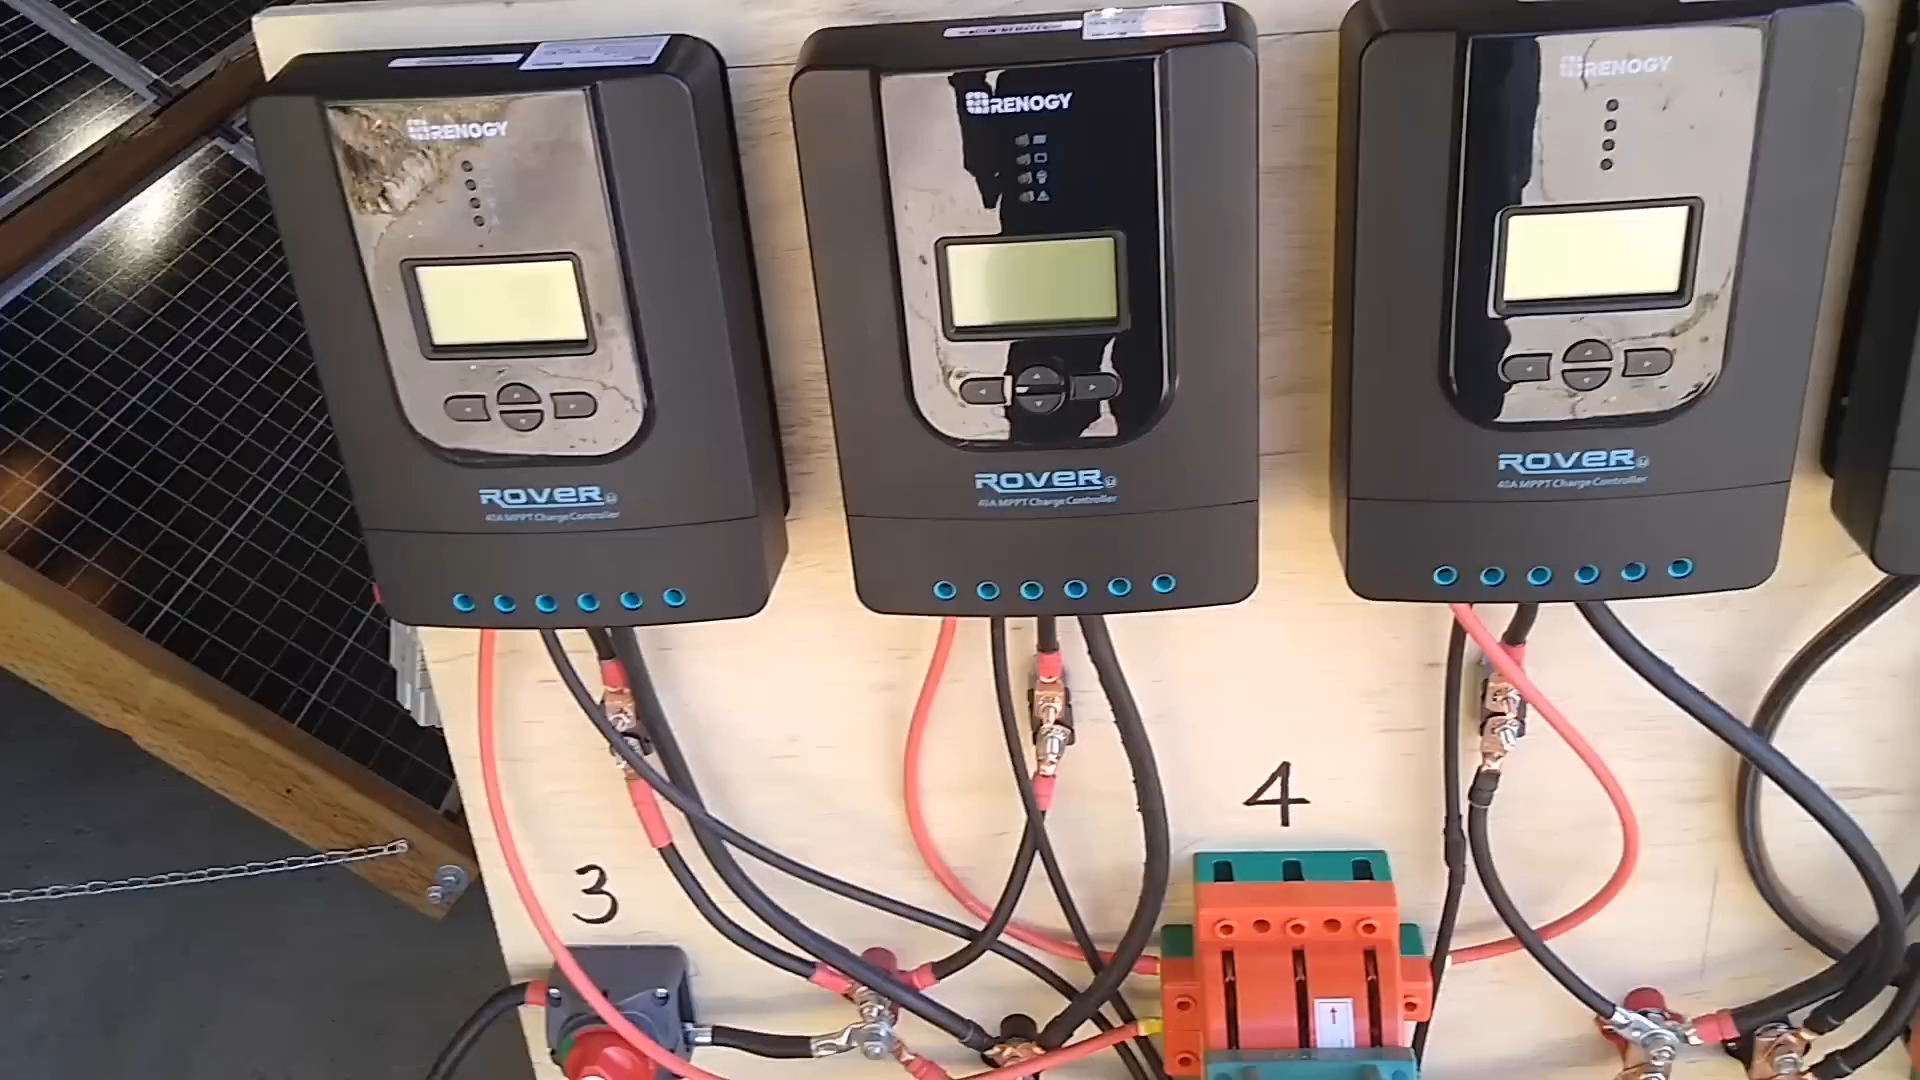 RENOGY
ROVER
40A MPPT Charge Controller
RENOGY
ROVER
40A MPPT Charge Controller
RENOGY
ROVER
40A MPPT Charge Controller
3
4